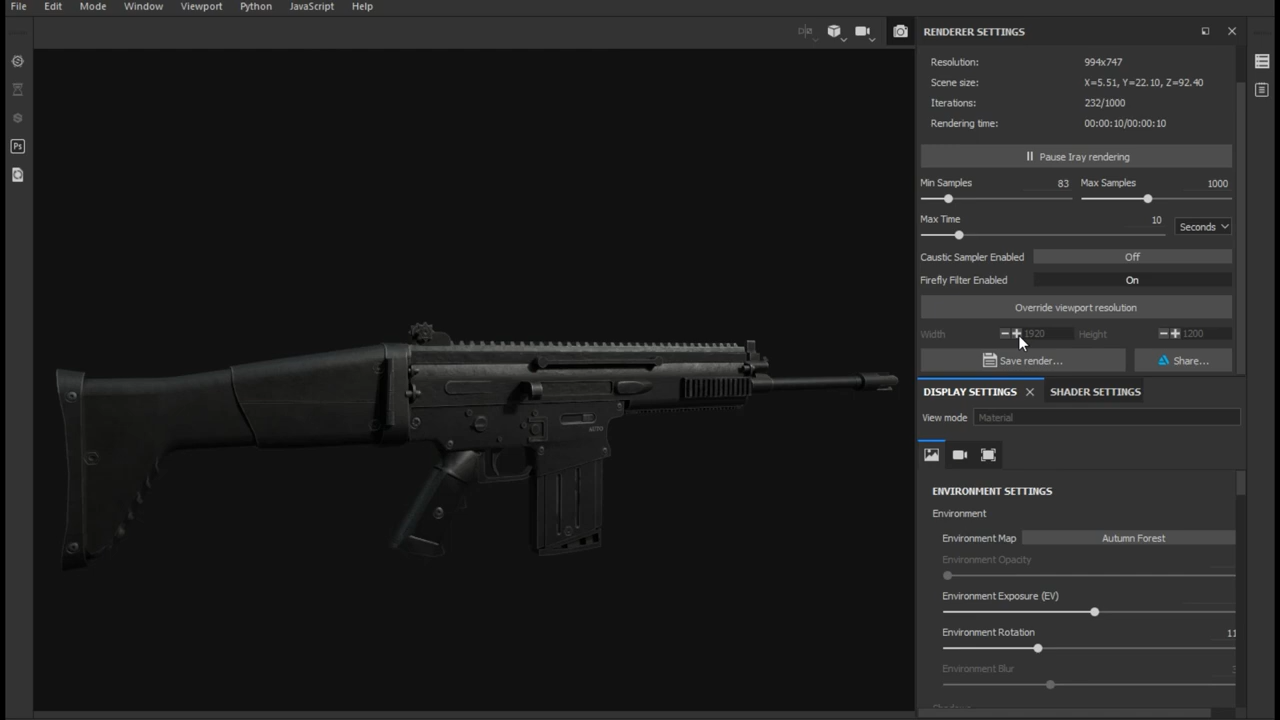 File Edit Mode Window Viewport Python JavaScript Help
RENDERER SETTINGS
Resolution: 994x747
Scene size: X=5.51, Y=22.10, Z=92.40
Iterations: 232/1000
Rendering time: 00:00:10/00:00:10
Pause Iray rendering
Min Samples 83 Max Samples 1000
Max Time 10 Seconds
Caustic Sampler Enabled Off
Firefly Filter Enabled On
Override viewport resolution
Width 1920 Height 1200
Save render... Share...
DISPLAY SETTINGS SHADER SETTINGS
View mode Material
ENVIRONMENT SETTINGS
Environment
Environment Map Autumn Forest
Environment Opacity
Environment Exposure (EV)
Environment Rotation 11
Environment Blur
Ps
AUTO